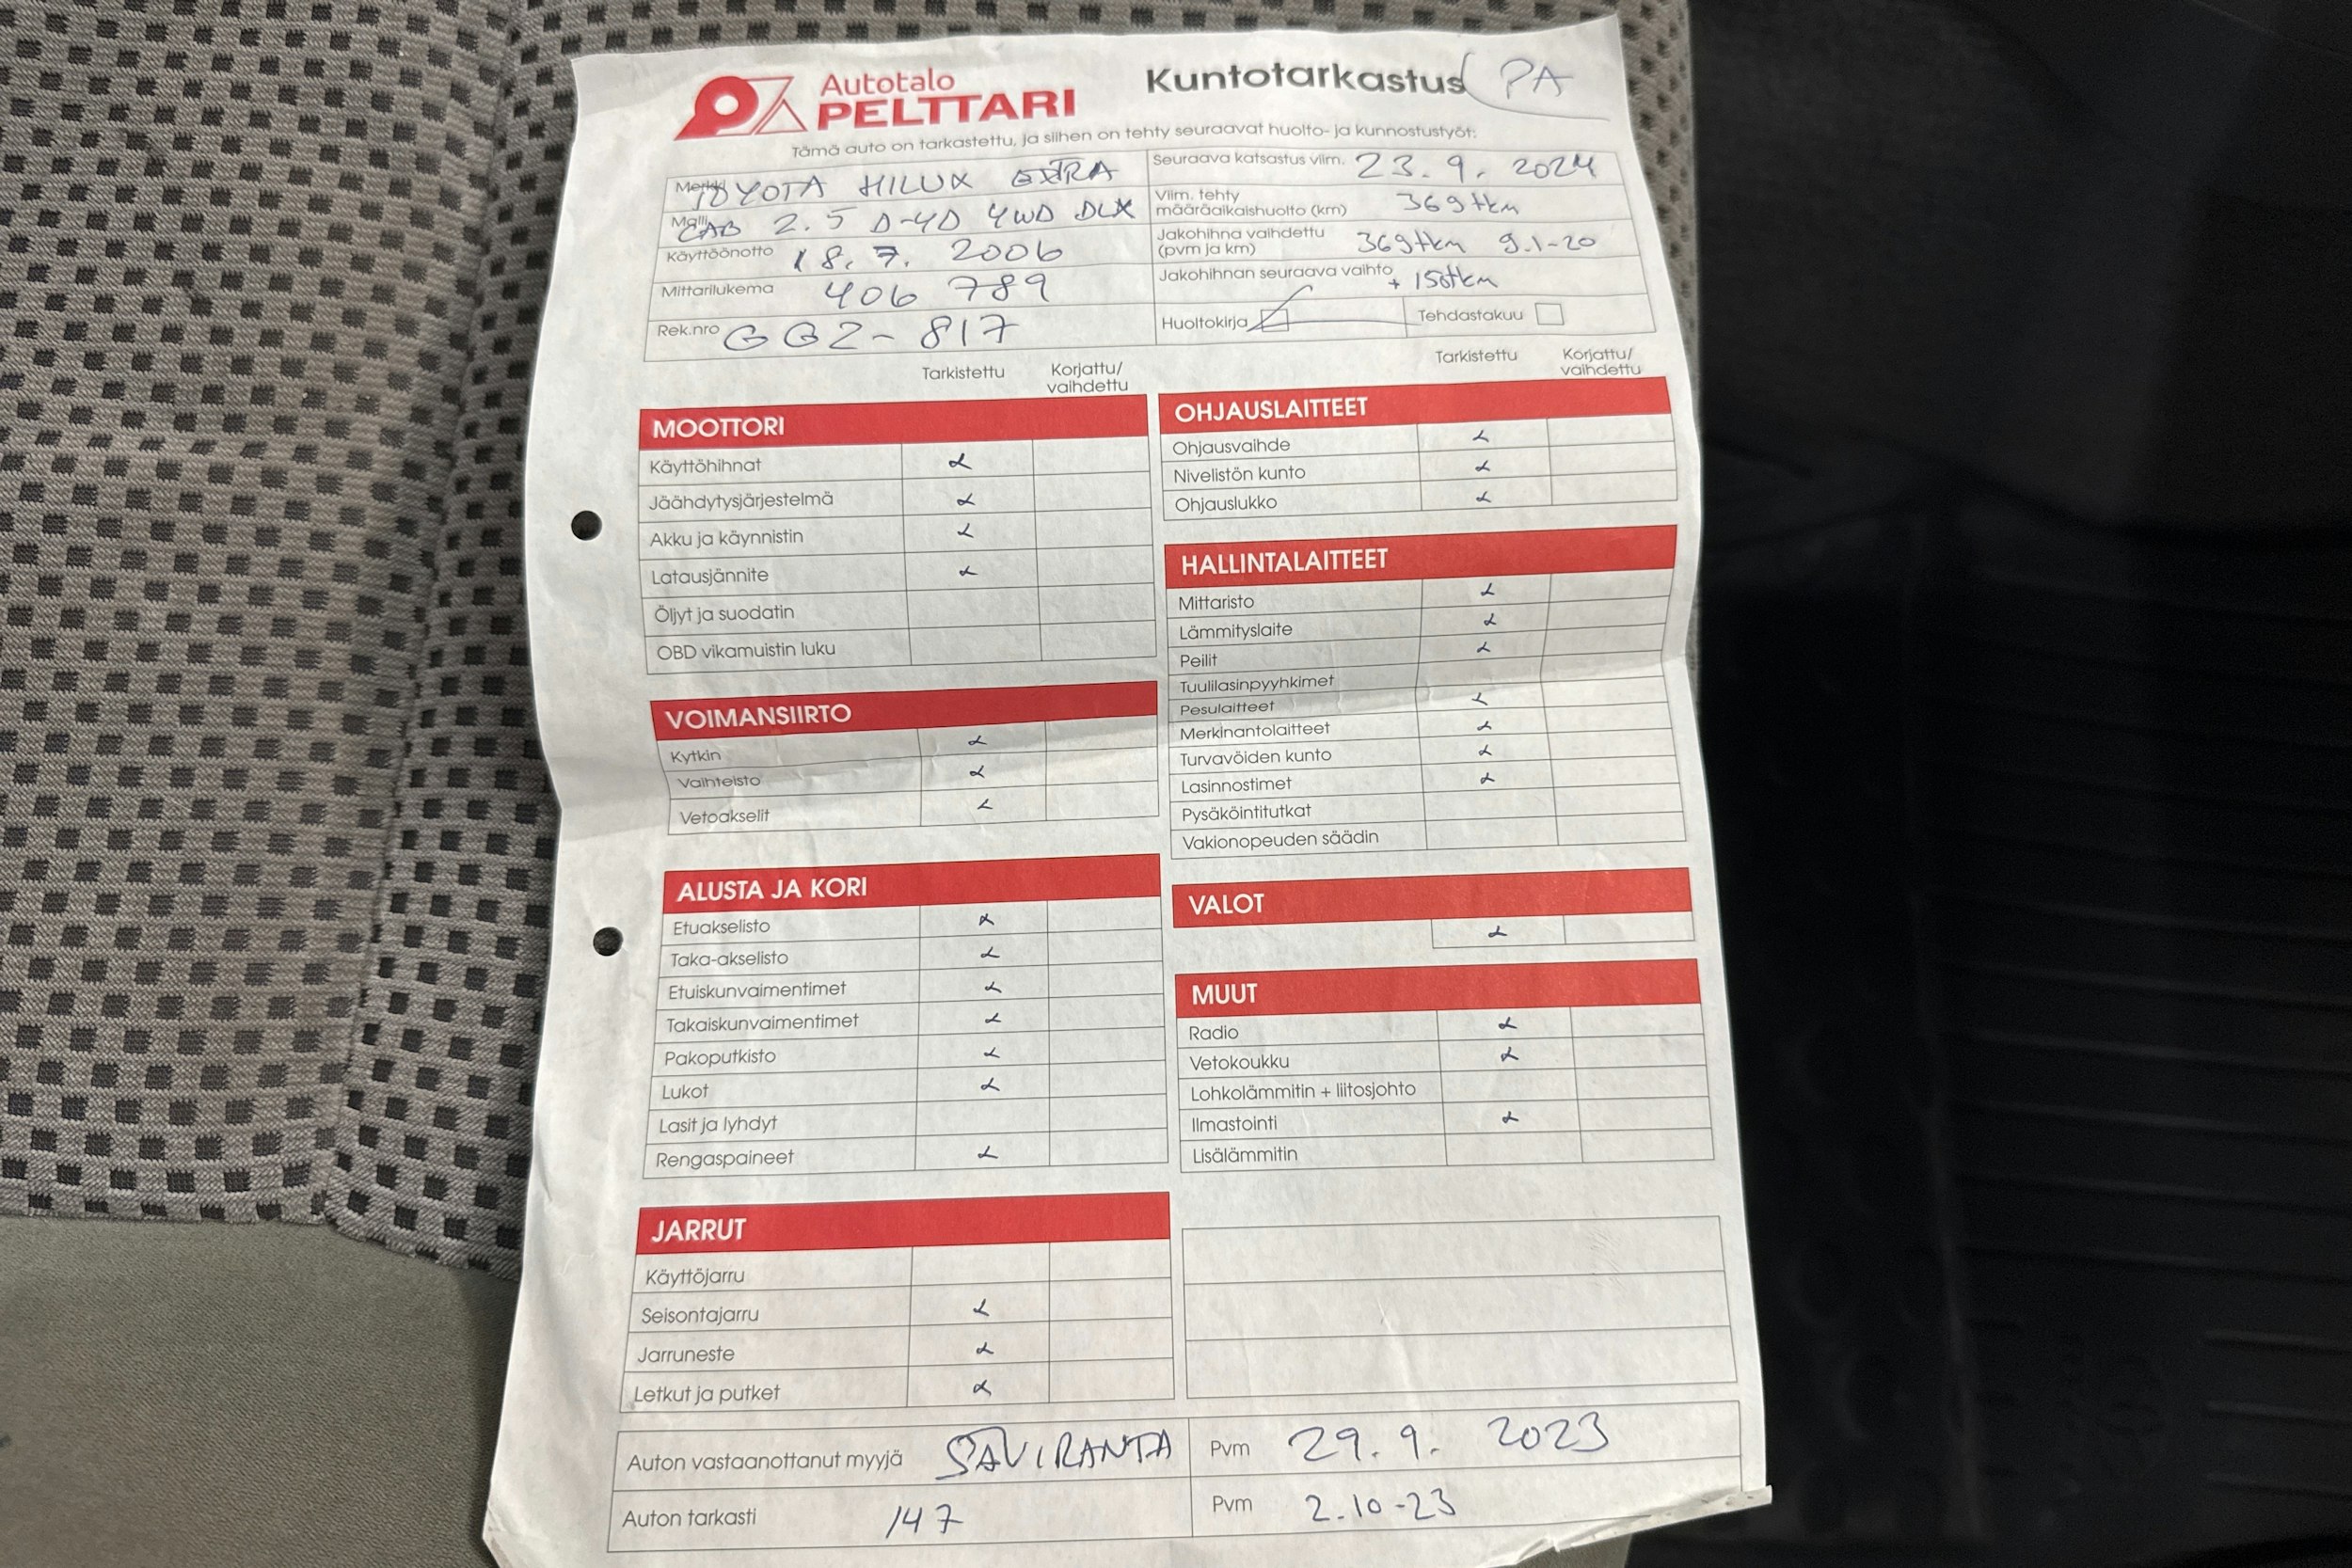 Autotalo
PELTTARI
Kuntotarkastus PA
Tämä auto on tarkastettu, ja siihen on tehty seuraavat huolto- ja kunnostustyöt:
Merkki TOYOTA HILUX EXTRA
Malli CAB 2.5 D-4D 4WD DLX
Käyttöönotto 18.7.2006
Mittarilukema 406 789
Rek.nro GGZ-817
Seuraava katsastus viim. 23.9.2024
Viim. tehty
määräaikaishuolto (km) 369tkm
Jakohihna vaihdettu
(pvm ja km) 369tkm 9.1-20
Jakohihnan seuraava vaihto + 150tkm
Huoltokirja
Tehdastakuu
Tarkistettu Korjattu/
vaihdettu
MOOTTORI
Käyttöhihnat
Jäähdytysjärjestelmä
Akku ja käynnistin
Latausjännite
Öljyt ja suodatin
OBD vikamuistin luku
VOIMANSIIRTO
Kytkin
Vaihteisto
Vetoakselit
ALUSTA JA KORI
Etuakselisto
Taka-akselisto
Etuiskunvaimentimet
Takaiskunvaimentimet
Pakoputkisto
Lukot
Lasit ja lyhdyt
Rengaspaineet
JARRUT
Käyttöjarru
Seisontajarru
Jarruneste
Letkut ja putket
Tarkistettu Korjattu/
vaihdettu
OHJAUSLAITTEET
Ohjausvaihde
Nivelistön kunto
Ohjauslukko
HALLINTALAITTEET
Mittaristo
Lämmityslaite
Peilit
Tuulilasinpyyhkimet
Pesulaitteet
Merkinantolaitteet
Turvavöiden kunto
Lasinnostimet
Pysäköintitutkat
Vakionopeuden säädin
VALOT
MUUT
Radio
Vetokoukku
Lohkolämmitin + liitosjohto
Ilmastointi
Lisälämmitin
Auton vastaanottanut myyjä SAVIRANTA Pvm 29.9. 2023
Auton tarkasti 147 Pvm 2.10-23